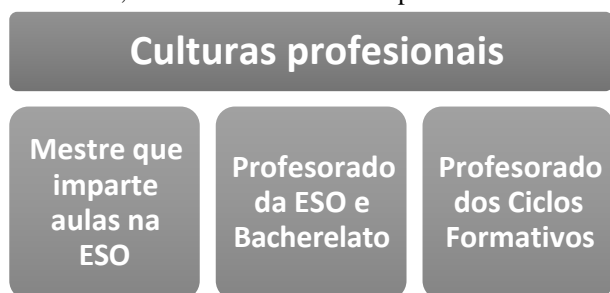 Culturas profesionais
Mestre que
imparte
aulas na
ESO
Profesorado
da ESO e
Bacherelato
Profesorado
dos Ciclos
Formativos